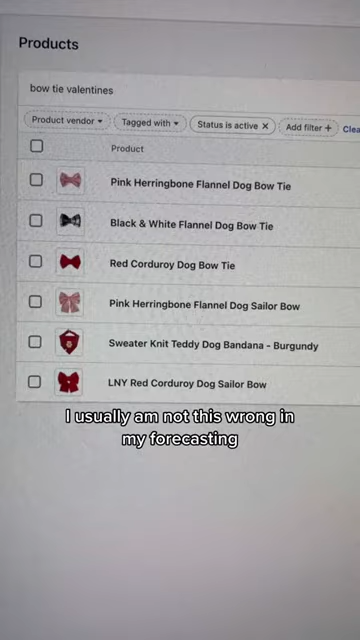 Products
bow tie valentines
Product vendor
Tagged with
Status is active X
Add filter +
Clea
Product
Pink Herringbone Flannel Dog Bow Tie
Black & White Flannel Dog Bow Tie
Red Corduroy Dog Bow Tie
Pink Herringbone Flannel Dog Sailor Bow
Sweater Knit Teddy Dog Bandana - Burgundy
LNY Red Corduroy Dog Sailor Bow
I usually am not this wrong in
my forecasting